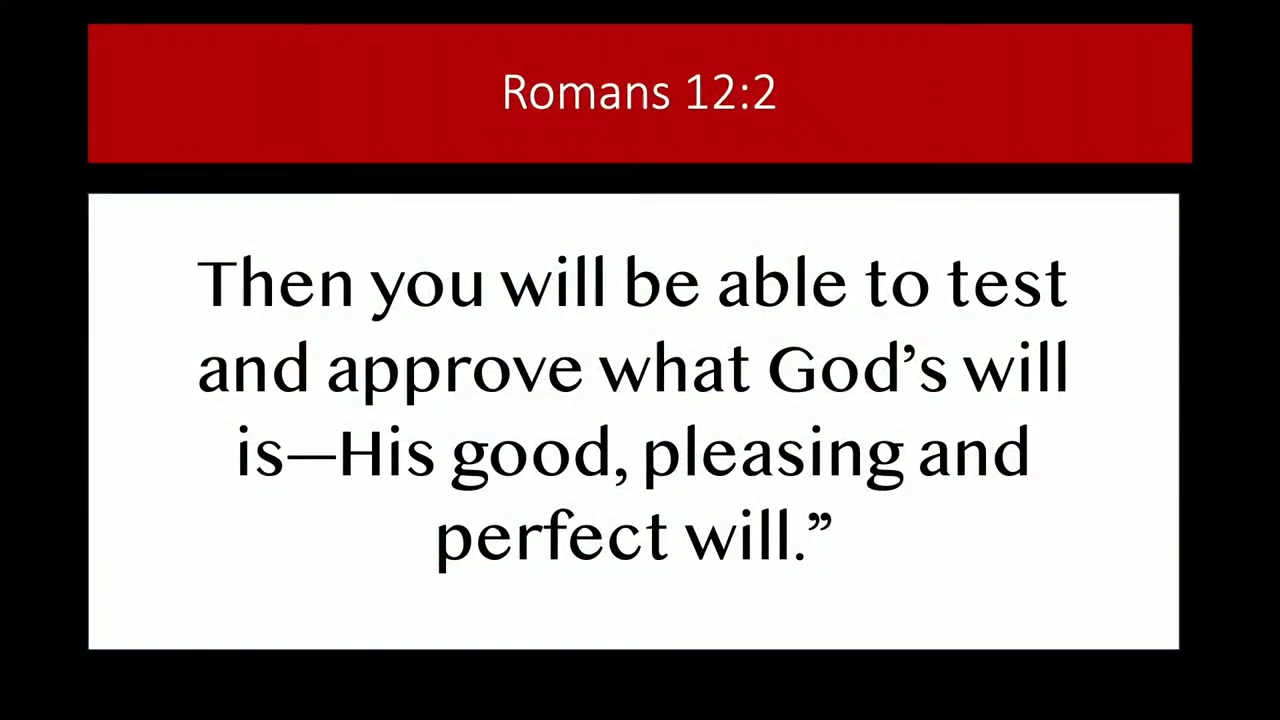 Romans 12:2
Then you will be able to test
and approve what God’s will
is—His good, pleasing and
perfect will.”